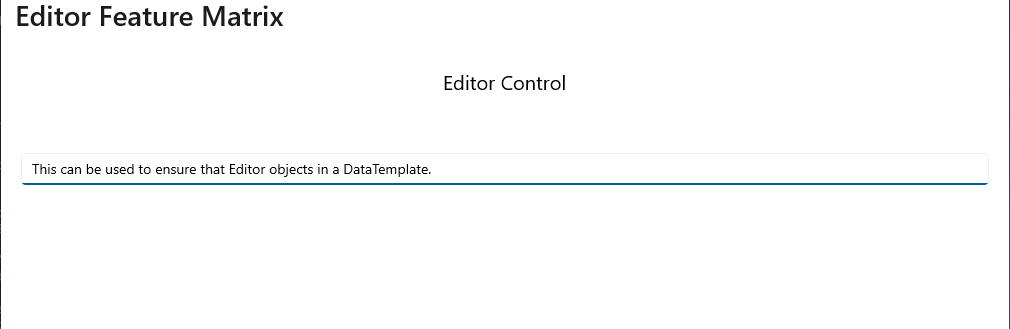 Editor Feature Matrix
Editor Control
This can be used to ensure that Editor objects in a DataTemplate.